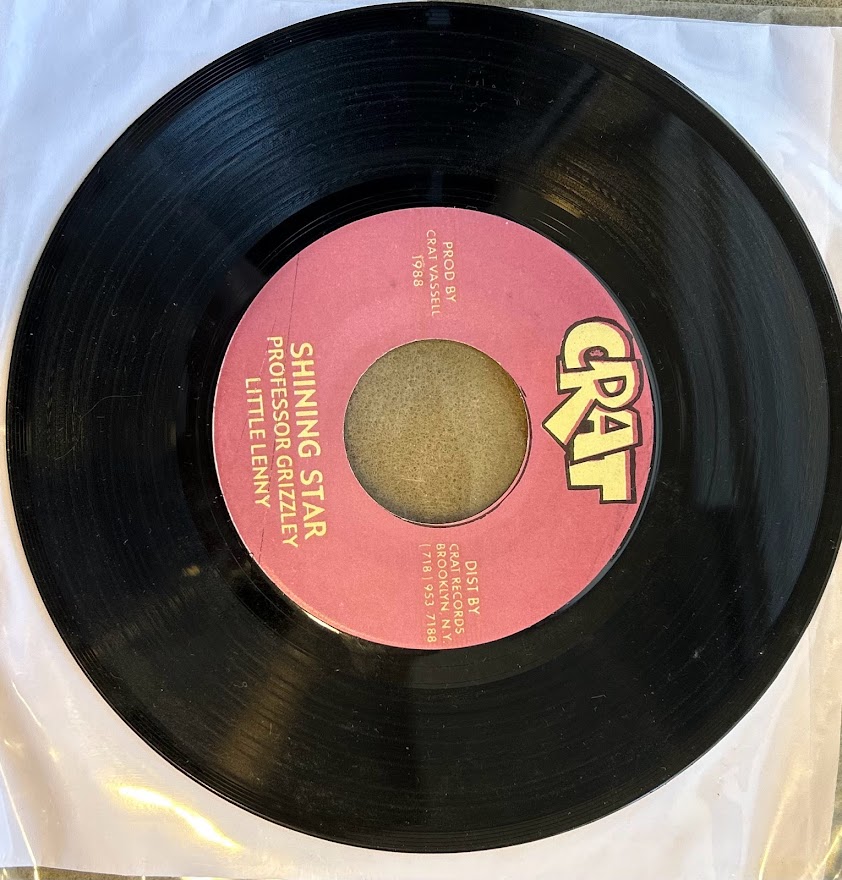 CRAT
PROD BY
CRAT VASSELL
1988
DIST BY
CRAT RECORDS
BROOKLYN, N.Y.
(718) 953 7188
SHINING STAR
PROFESSOR GRIZZLEY
LITTLE LENNY